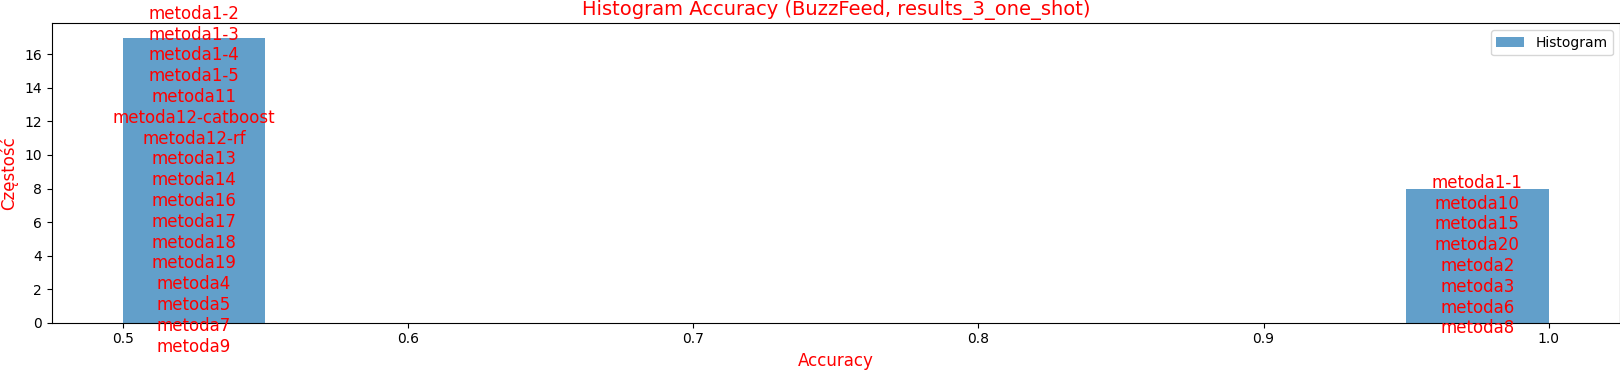 Histogram Accuracy (BuzzFeed, results_3_one_shot)
Histogram
Częstość
16
14
12
10
8
6
4
2
0
metoda1-2
metoda1-3
metoda1-4
metoda1-5
metoda11
metoda12-catboost
metoda12-rf
metoda13
metoda14
metoda16
metoda17
metoda18
metoda19
metoda4
metoda5
metoda7
metoda9
metoda1-1
metoda10
metoda15
metoda20
metoda2
metoda3
metoda6
metoda8
0.5 0.6 0.7 0.8 0.9 1.0
Accuracy